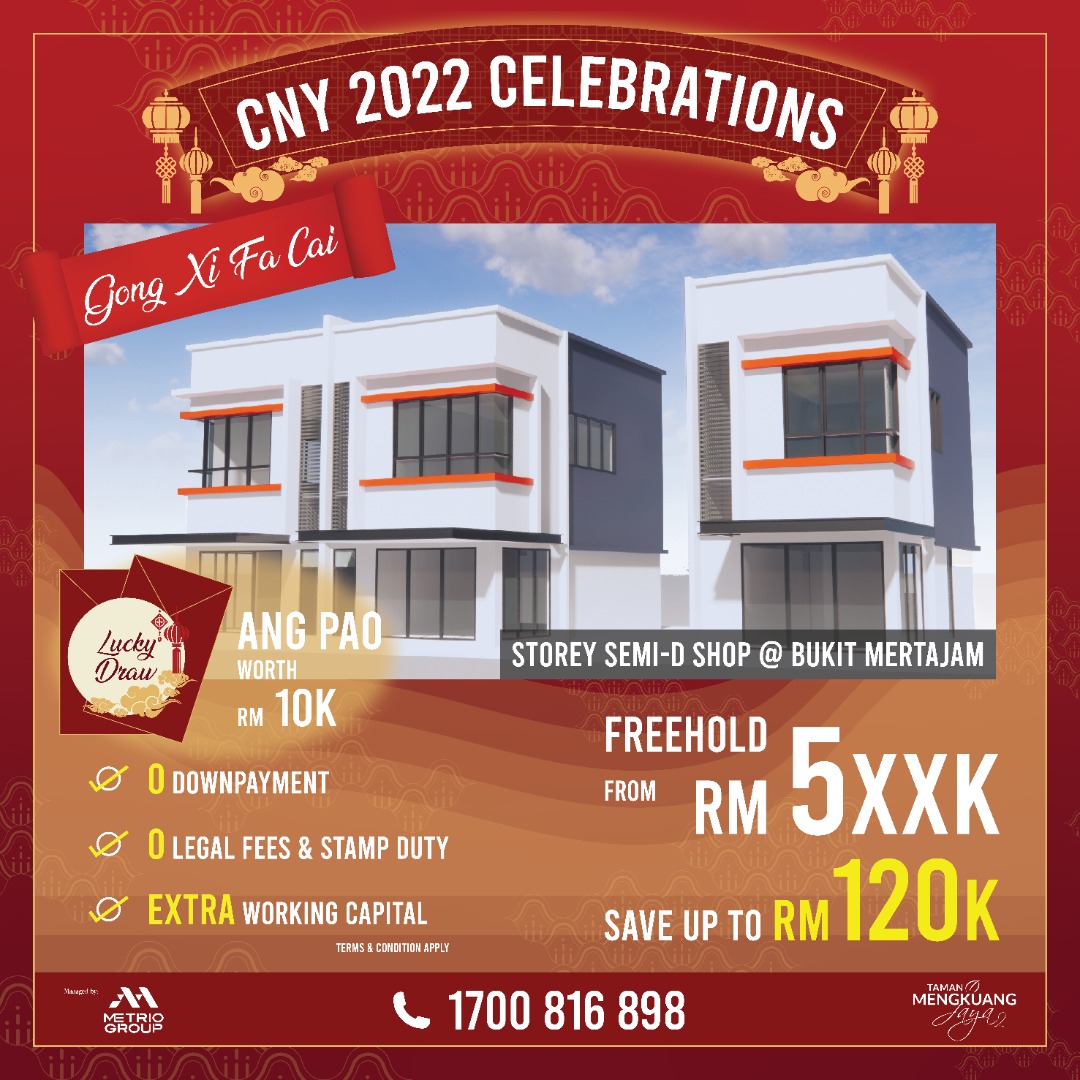 CNY 2022 CELEBRATIONS
Gong Xi Fa Cai
STOREY SEMI-D SHOP @ BUKIT MERTAJAM
Lucky
Draw
ANG PAO
WORTH
RM 10K
0 DOWNPAYMENT
0 LEGAL FEES & STAMP DUTY
EXTRA WORKING CAPITAL
TERMS & CONDITION APPLY
FREEHOLD
FROM RM 5XXK
SAVE UP TO RM 120K
Managed by:
METRIO
GROUP
1700 816 898
TAMAN
MENGKUANG
Jaya